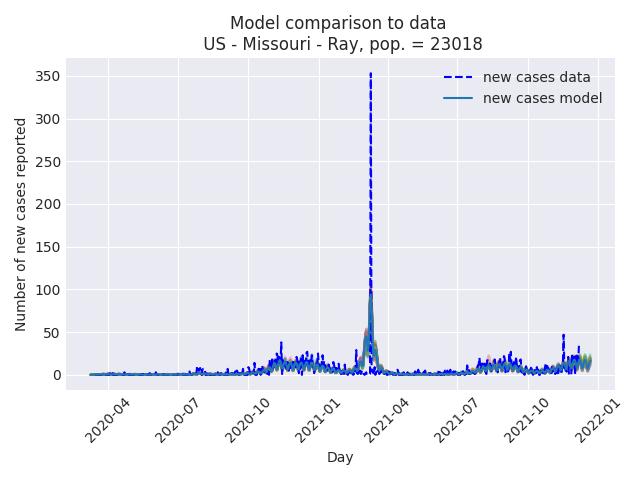 Model comparison to data
US - Missouri - Ray, pop. = 23018
new cases data
new cases model
Number of new cases reported
350
300
250
200
150
100
50
0
2020-04
2020-07
2020-10
2021-01
2021-04
2021-07
2021-10
2022-01
Day